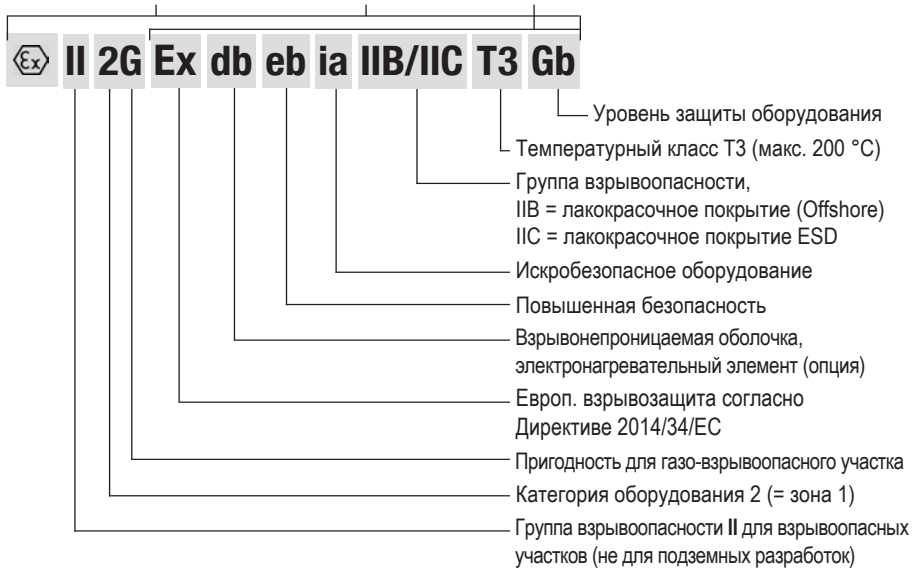 Ex II 2G Ex db eb ia IIB/IIC T3 Gb
Уровень защиты оборудования
Температурный класс T3 (макс. 200 °C)
Группа взрывоопасности,
IIB = лакокрасочное покрытие (Offshore)
IIC = лакокрасочное покрытие ESD
Искробезопасное оборудование
Повышенная безопасность
Взрывонепроницаемая оболочка,
электронагревательный элемент (опция)
Европ. взрывозащита согласно
Директиве 2014/34/EC
Пригодность для газо-взрывоопасного участка
Категория оборудования 2 (= зона 1)
Группа взрывоопасности II для взрывоопасных
участков (не для подземных разработок)